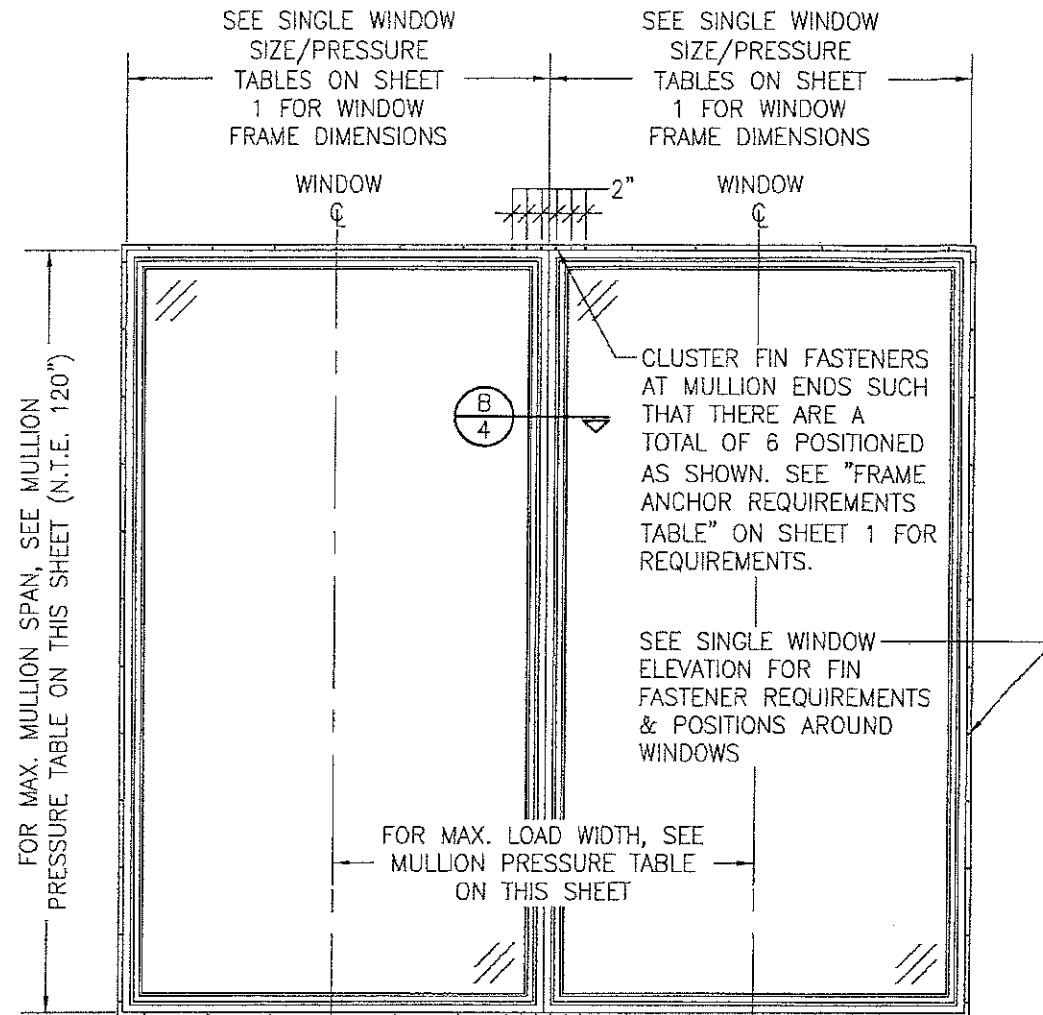 SEE SINGLE WINDOW
SIZE/PRESSURE
TABLES ON SHEET
1 FOR WINDOW
FRAME DIMENSIONS
SEE SINGLE WINDOW
SIZE/PRESSURE
TABLES ON SHEET
1 FOR WINDOW
FRAME DIMENSIONS
WINDOW
℄
2"
WINDOW
℄
FOR MAX. MULLION SPAN, SEE MULLION
PRESSURE TABLE ON THIS SHEET (N.T.E. 120")
B
4
CLUSTER FIN FASTENERS
AT MULLION ENDS SUCH
THAT THERE ARE A
TOTAL OF 6 POSITIONED
AS SHOWN. SEE "FRAME
ANCHOR REQUIREMENTS
TABLE" ON SHEET 1 FOR
REQUIREMENTS.
SEE SINGLE WINDOW
ELEVATION FOR FIN
FASTENER REQUIREMENTS
& POSITIONS AROUND
WINDOWS
FOR MAX. LOAD WIDTH, SEE
MULLION PRESSURE TABLE
ON THIS SHEET